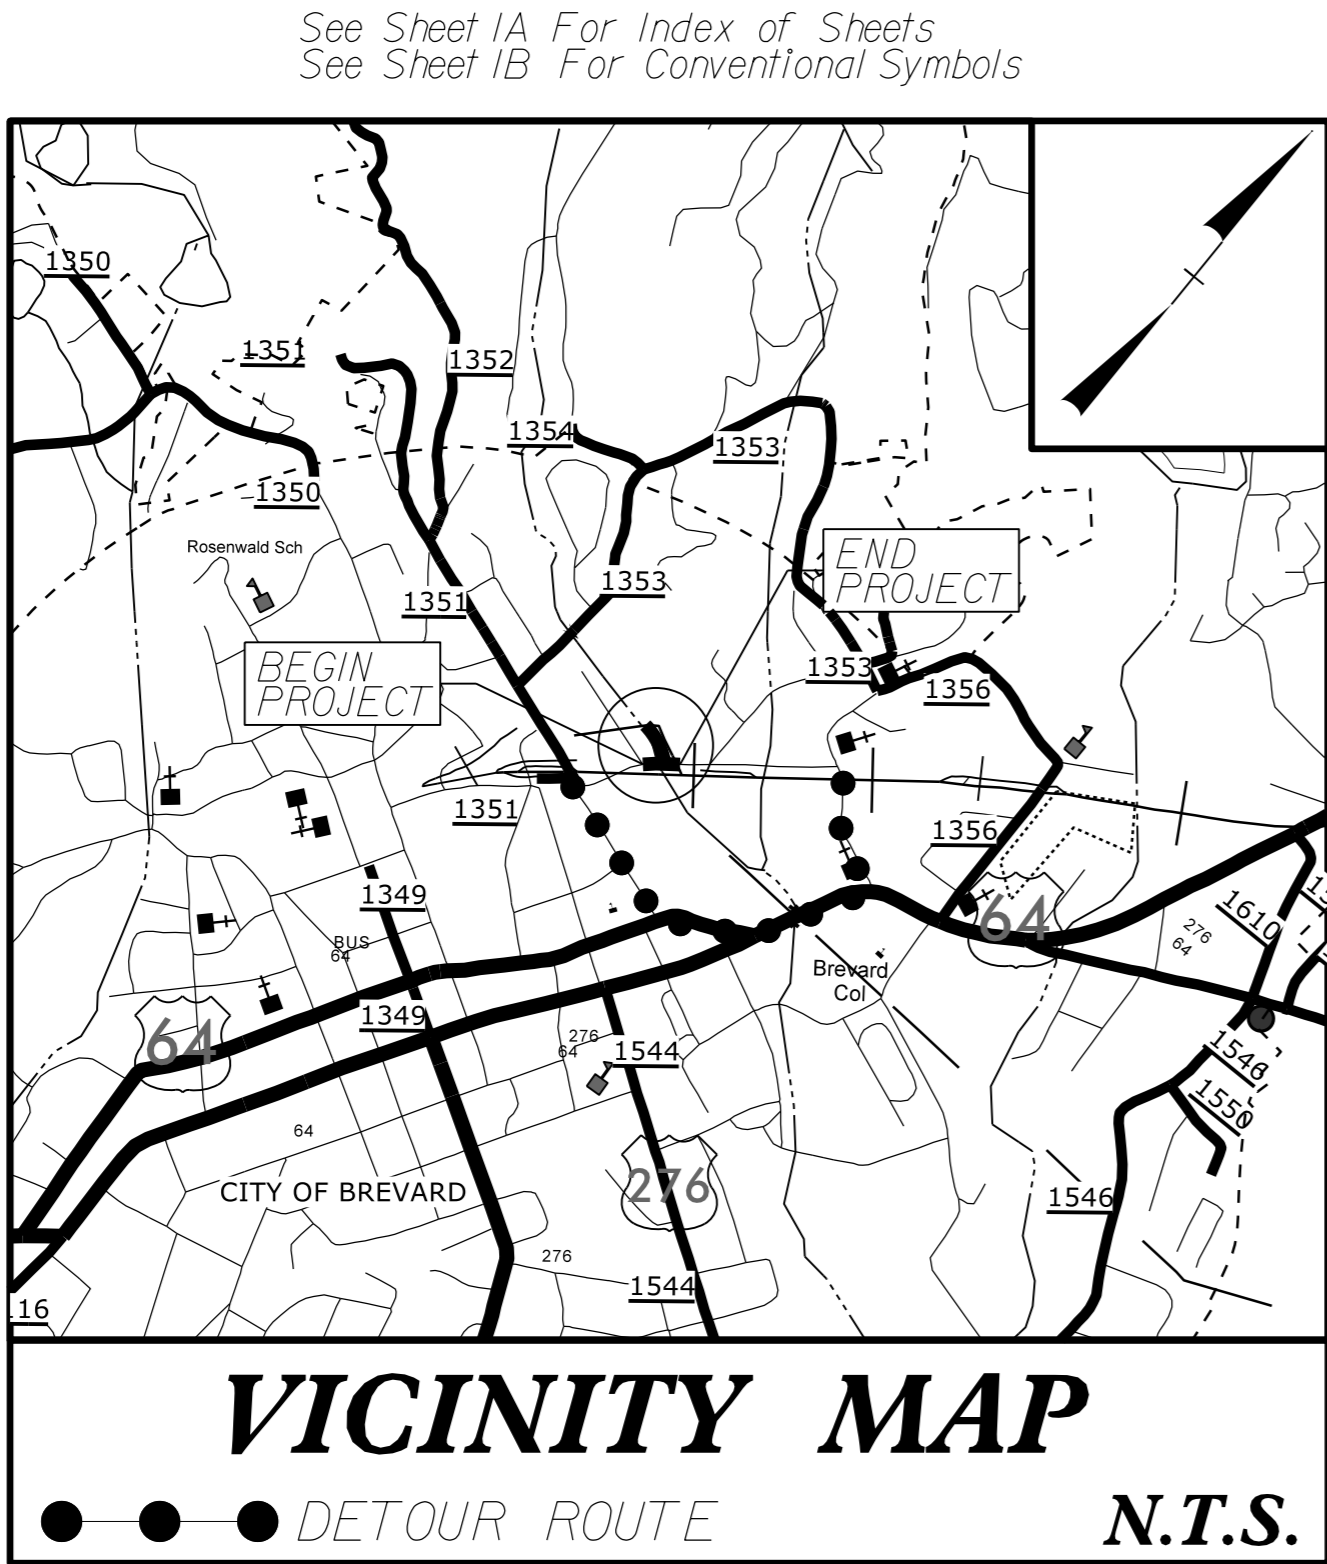 See Sheet 1A For Index of Sheets
See Sheet 1B For Conventional Symbols
1350
1351
1352
1354
1353
1350
Rosenwald Sch
END
PROJECT
1353
1351
BEGIN
PROJECT
1353
1356
1351
1356
1349
BUS
64
64
1610
276
64
Brevard
Col
1349
64
276
64
1544
1546
1550
64
CITY OF BREVARD
276
1546
276
1544
116
VICINITY MAP
DETOUR ROUTE
N.T.S.